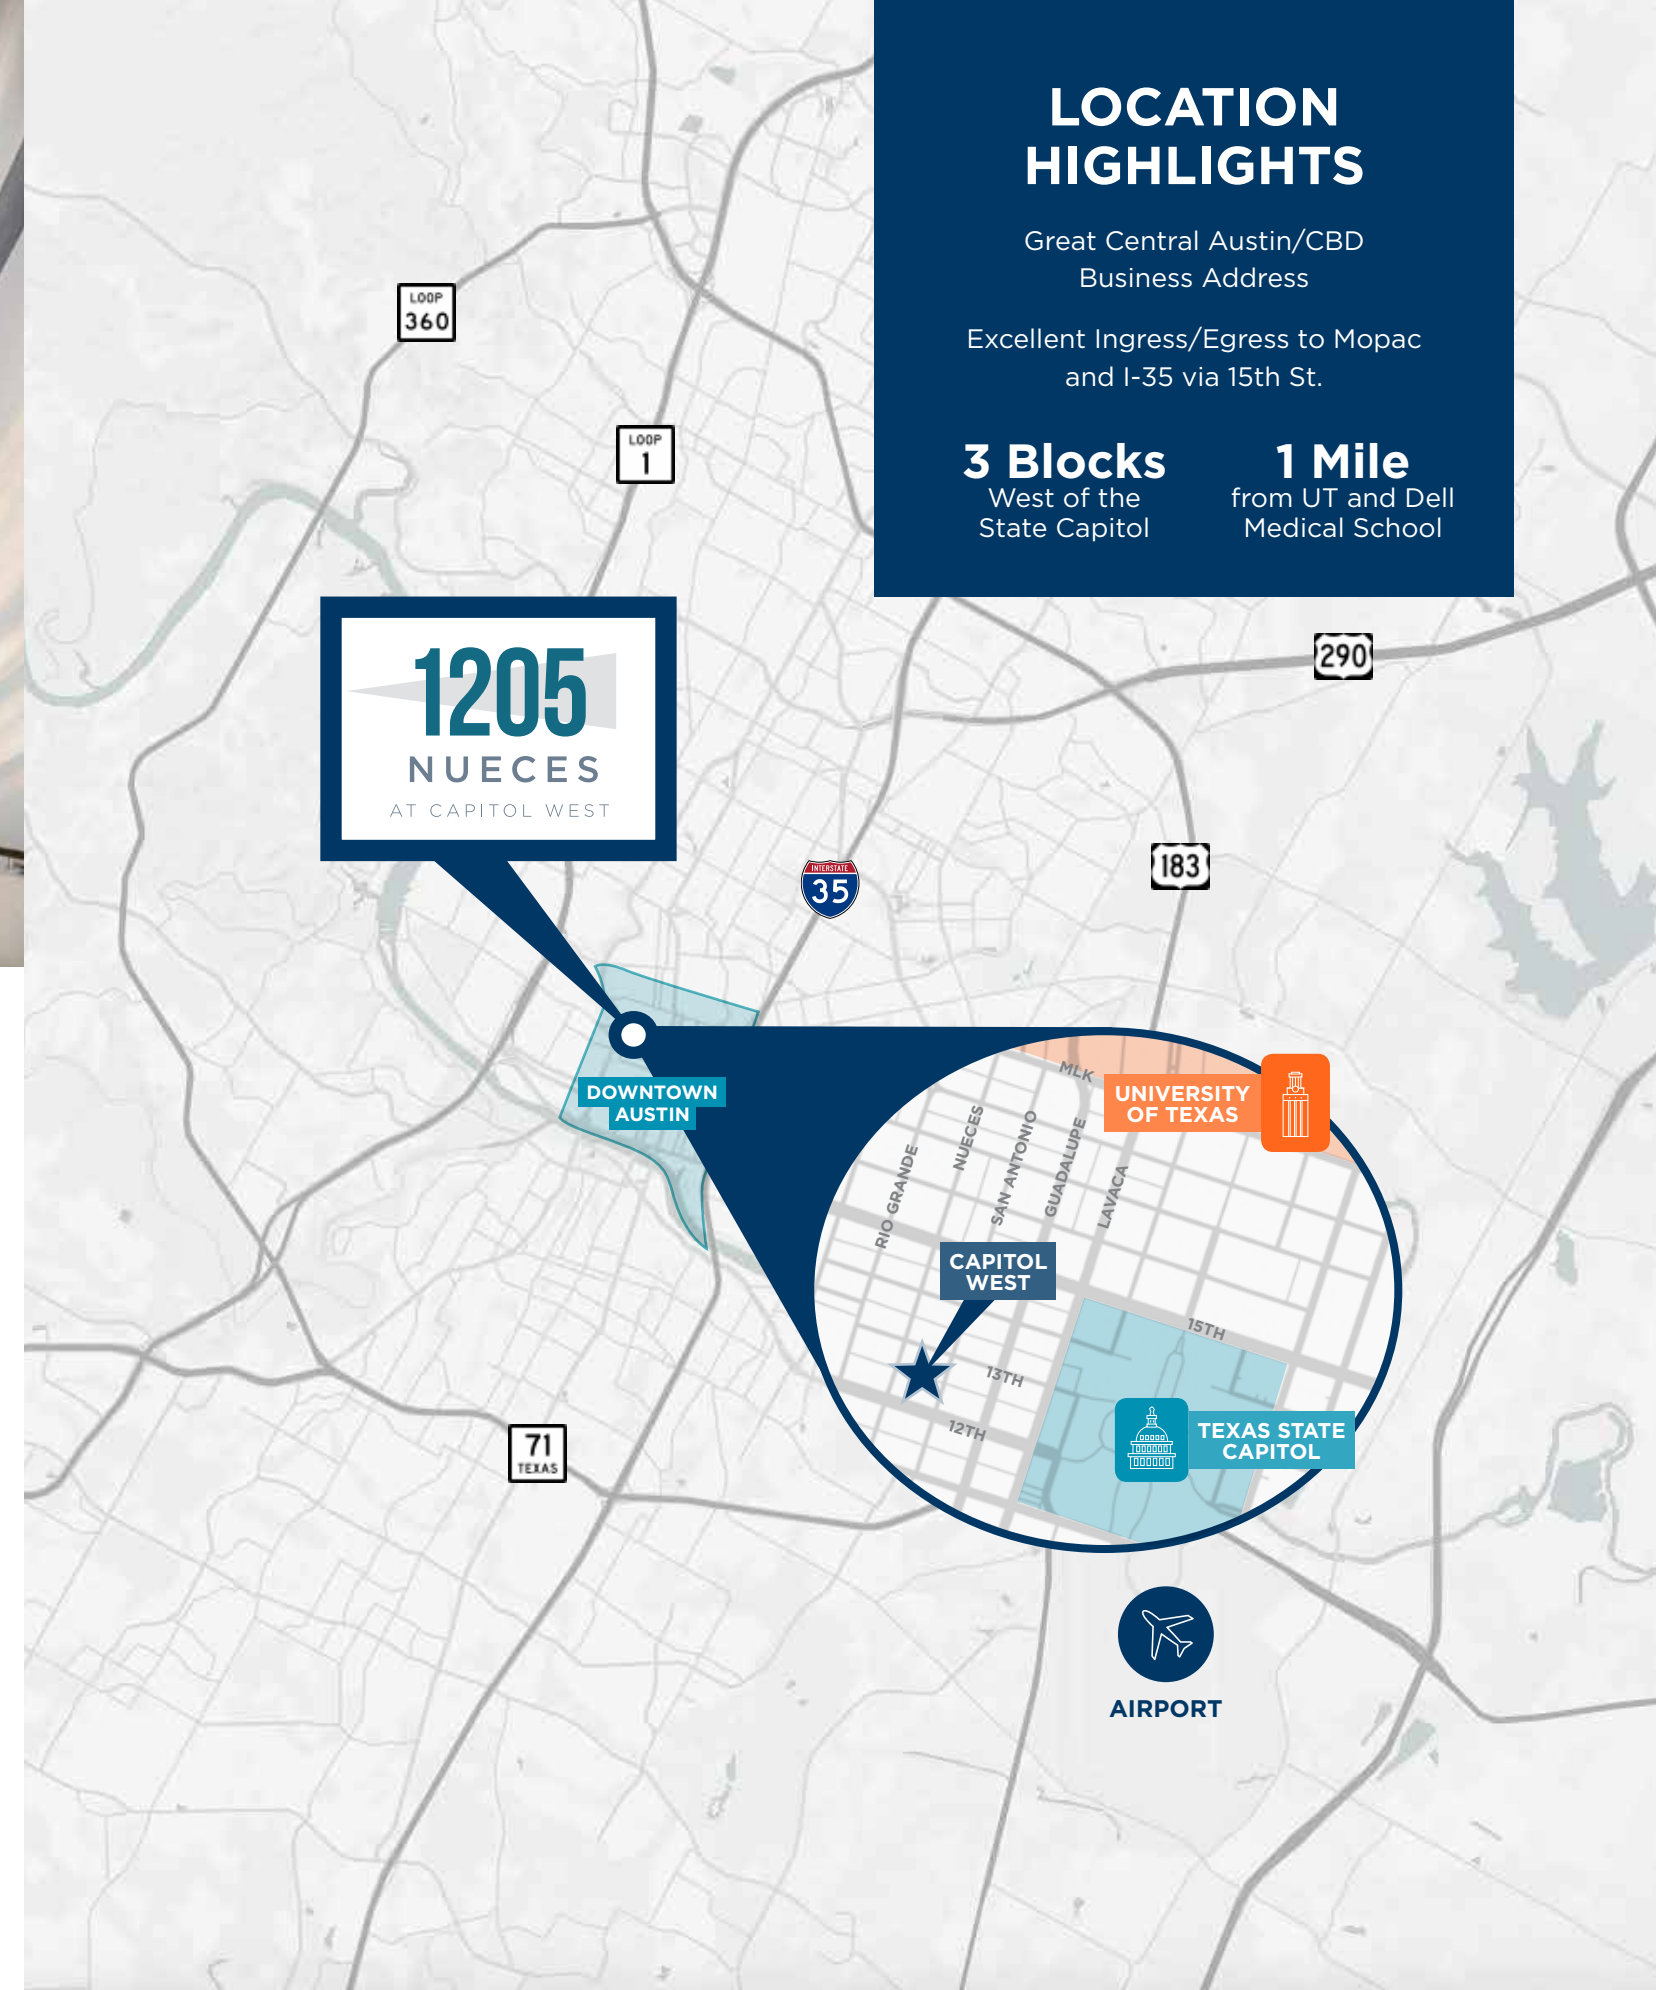 LOCATION
HIGHLIGHTS
Great Central Austin/CBD
Business Address
Excellent Ingress/Egress to Mopac
and I-35 via 15th St.
3 Blocks
West of the
State Capitol
1 Mile
from UT and Dell
Medical School
LOOP
360
LOOP
1
290
1205
NUECES
AT CAPITOL WEST
INTERSTATE
35
183
DOWNTOWN
AUSTIN
MLK
UNIVERSITY
OF TEXAS
RIO GRANDE
NUECES
SAN ANTONIO
GUADALUPE
LAVACA
CAPITOL
WEST
15TH
13TH
12TH
TEXAS STATE
CAPITOL
71
TEXAS
AIRPORT